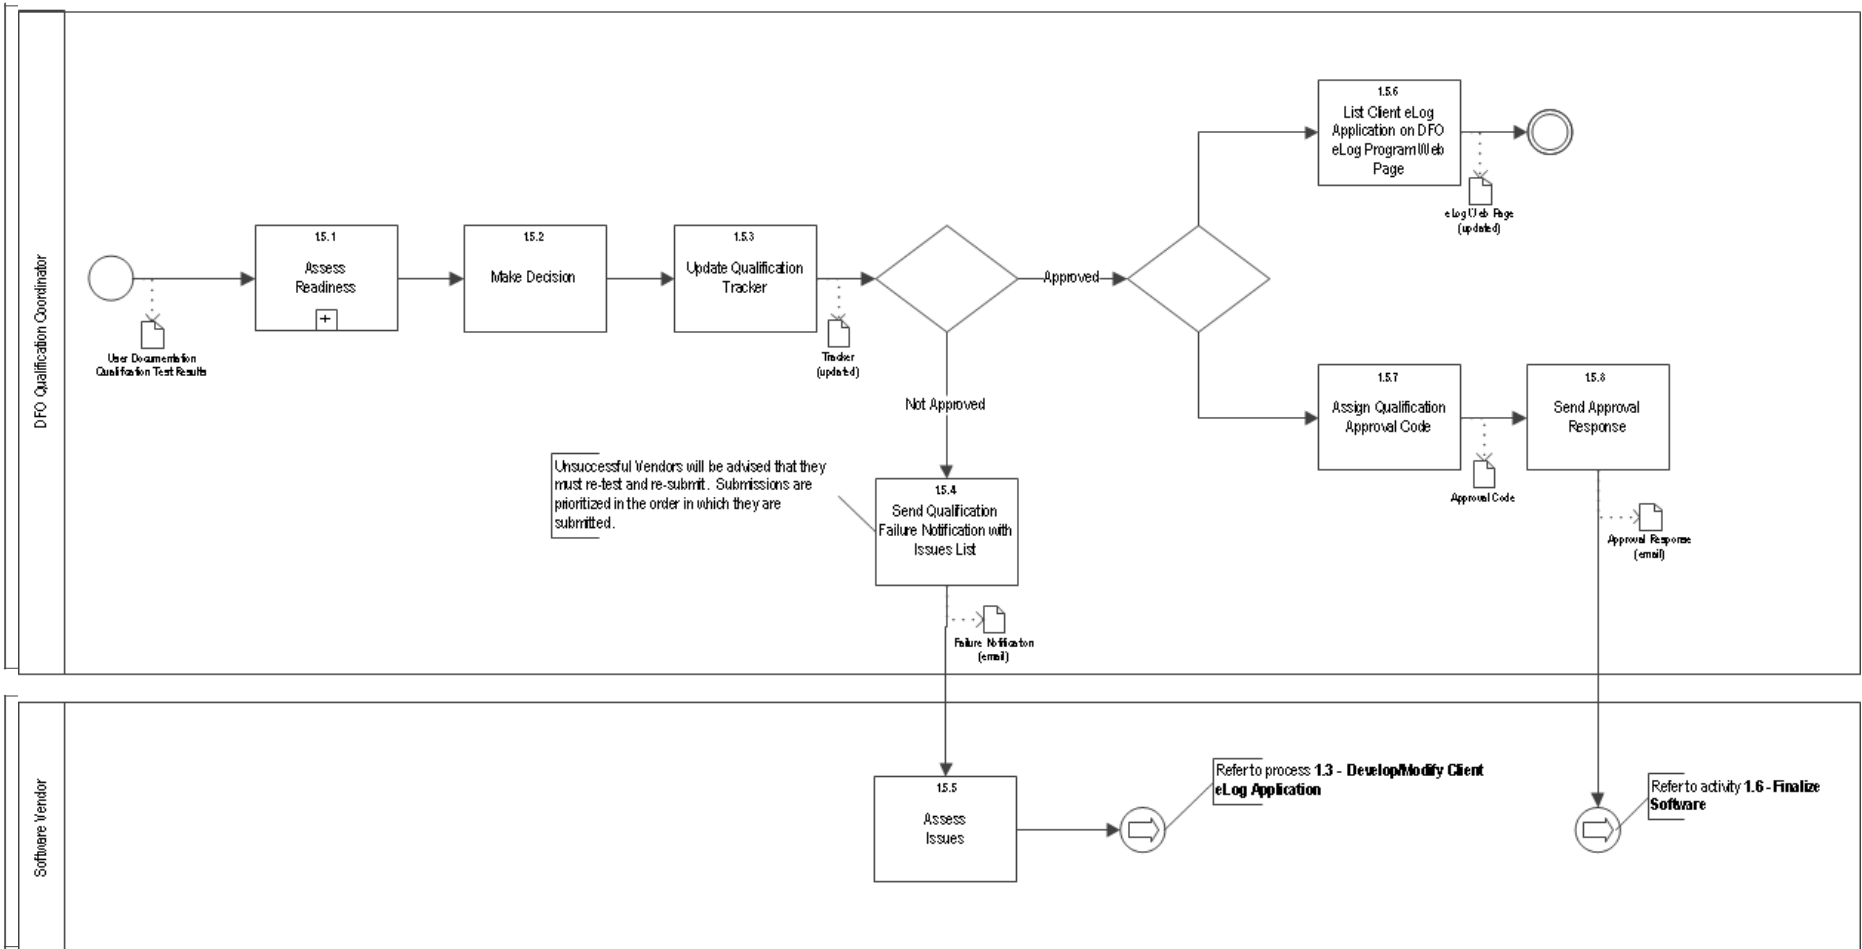 DFO Qualification Coordinator
User Documentation
Qualification Test Results
1.5.1
Assess
Readiness
1.5.2
Make Decision
1.5.3
Update Qualification
Tracker
Tracker
(updated)
Approved
Not Approved
Unsuccessful Vendors will be advised that they
must re-test and re-submit. Submissions are
prioritized in the order in which they are
submitted.
1.5.4
Send Qualification
Failure Notification with
Issues List
Failure Notification
(email)
1.5.6
List Client eLog
Application on DFO
eLog Program Web
Page
eLog Web Page
(updated)
1.5.7
Assign Qualification
Approval Code
Approval Code
1.5.8
Send Approval
Response
Approval Response
(email)
Software Vendor
1.5.5
Assess
Issues
Refer to process 1.3 - Develop/Modify Client
eLog Application
Refer to activity 1.6 - Finalize
Software